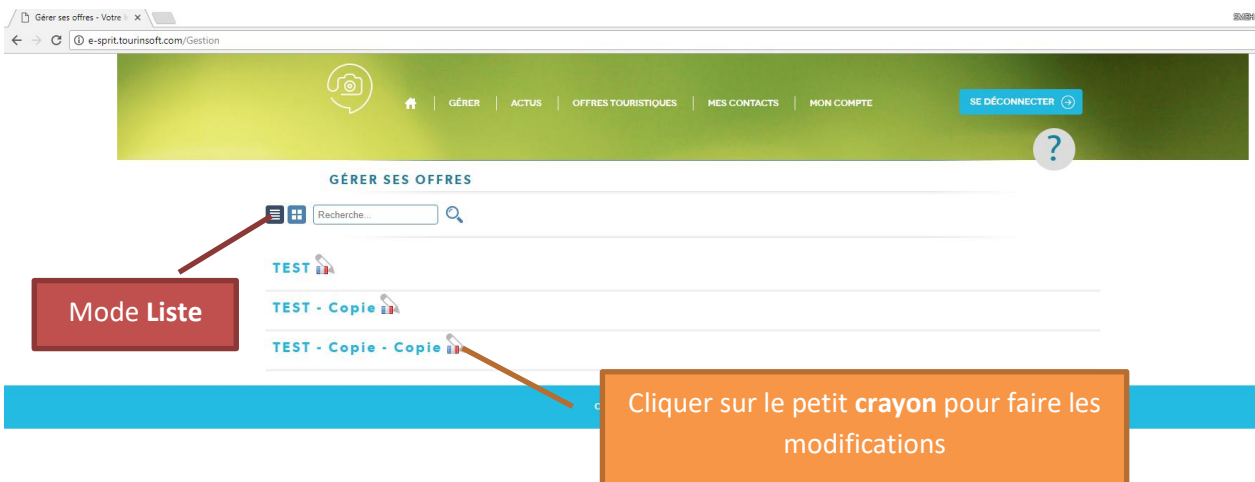 Gérer ses offres - Votre
e-sprit.tourinsoft.com/Gestion
GÉRER
ACTUS
OFFRES TOURISTIQUES
MES CONTACTS
MON COMPTE
SE DÉCONNECTER
?
GÉRER SES OFFRES
Recherche...
TEST
Mode Liste
TEST - Copie
TEST - Copie - Copie
Cliquer sur le petit crayon pour faire les
modifications